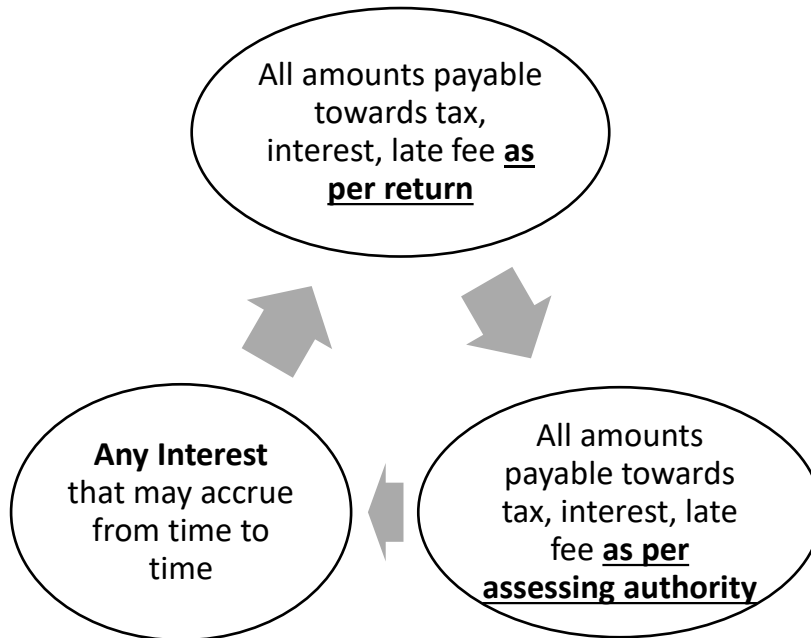 All amounts payable
towards tax,
interest, late fee as
per return
Any Interest
that may accrue
from time to
time
All amounts
payable towards
tax, interest, late
fee as per
assessing authority